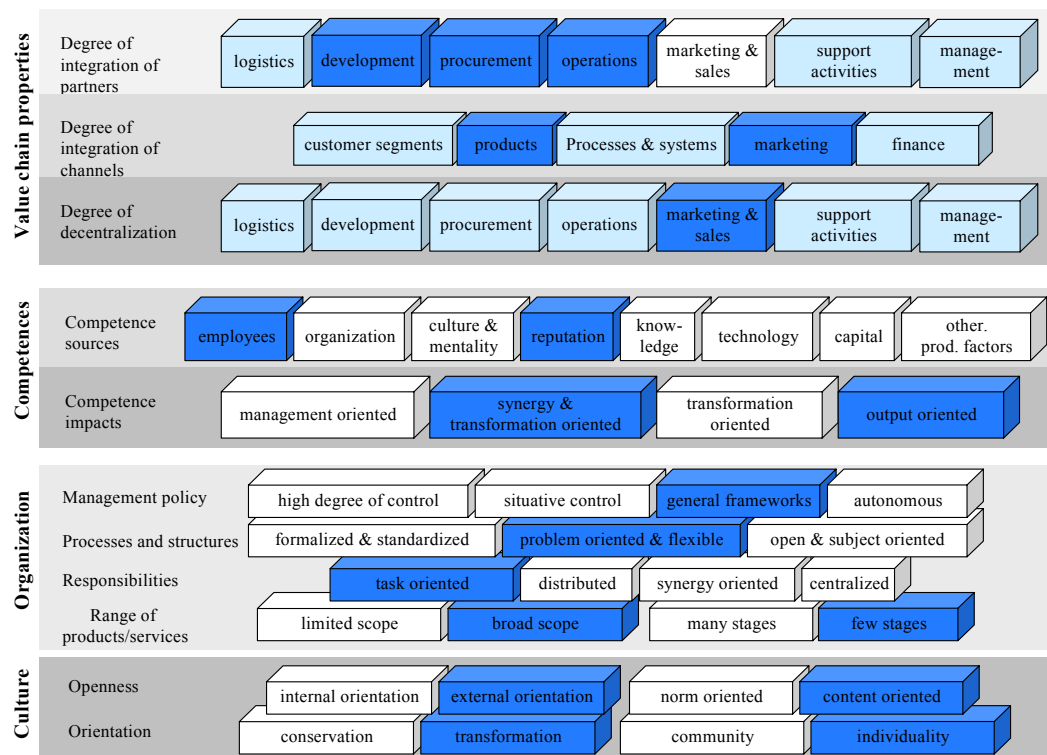 Value chain properties
Degree of
integration of
partners
logistics
development
procurement
operations
marketing &
sales
support
activities
manage-
ment
Degree of
integration of
channels
customer segments
products
Processes & systems
marketing
finance
Degree of
decentralization
logistics
development
procurement
operations
marketing &
sales
support
activities
manage-
ment
Competences
Competence
sources
employees
organization
culture &
mentality
reputation
know-
ledge
technology
capital
other.
prod. factors
Competence
impacts
management oriented
synergy &
transformation oriented
transformation
oriented
output oriented
Organization
Management policy
high degree of control
situative control
general frameworks
autonomous
Processes and structures
formalized & standardized
problem oriented & flexible
open & subject oriented
Responsibilities
task oriented
distributed
synergy oriented
centralized
Range of
products/services
limited scope
broad scope
many stages
few stages
Culture
Openness
internal orientation
external orientation
norm oriented
content oriented
Orientation
conservation
transformation
community
individuality